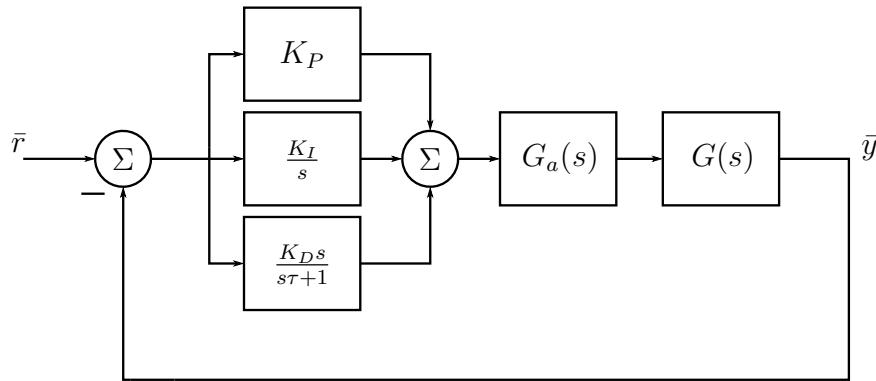 K_P
r̄
Σ
K_I/s
Σ
G_a(s)
G(s)
ȳ
−
K_D s/(sτ+1)